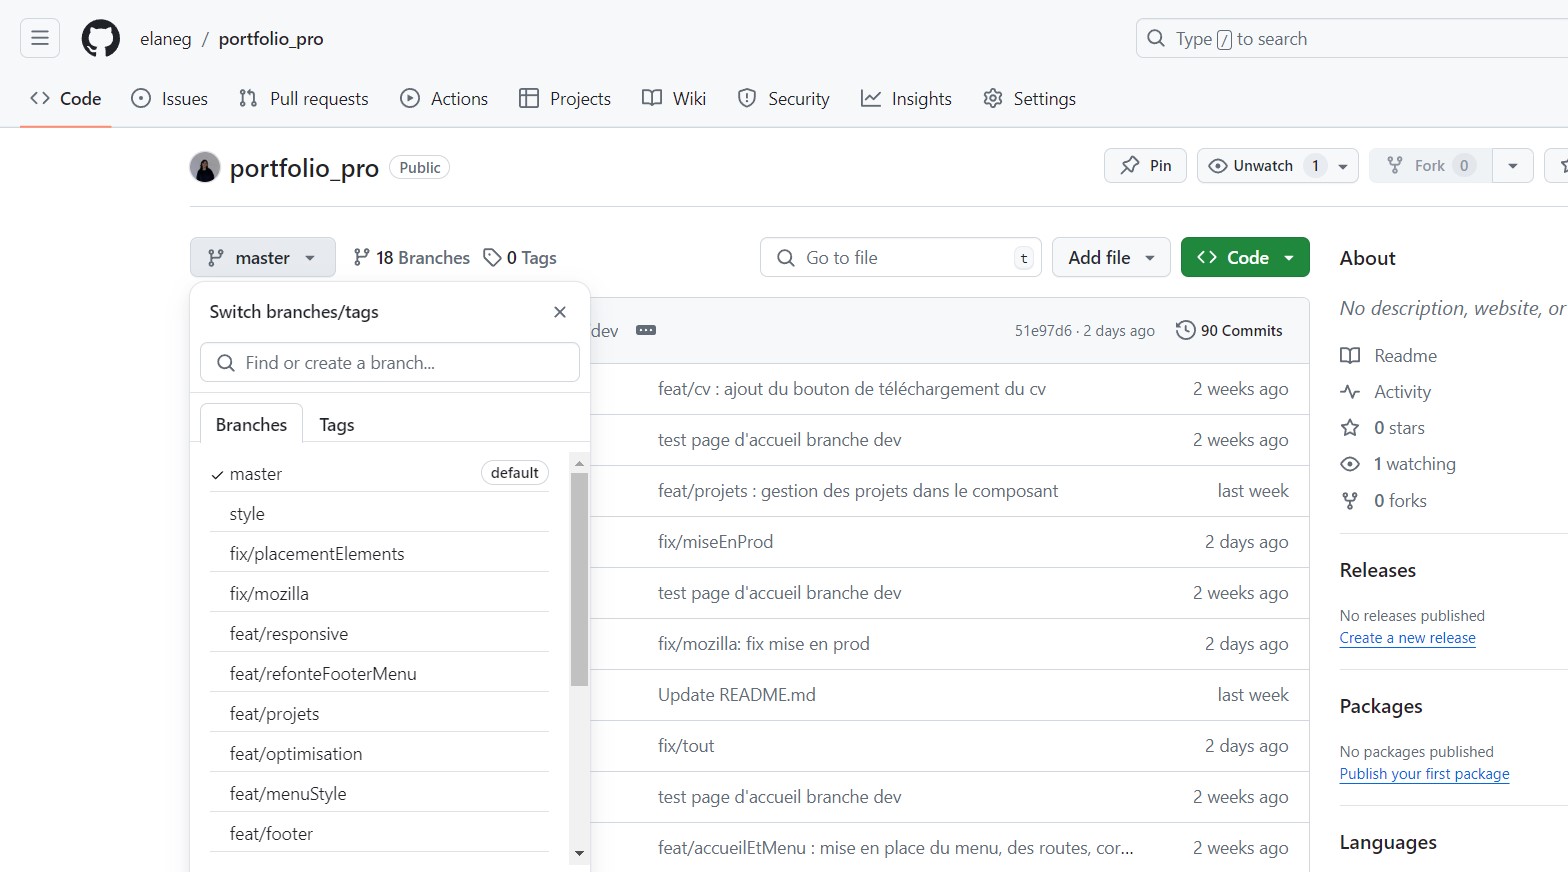 elaneg / portfolio_pro
Type / to search
Code Issues Pull requests Actions Projects Wiki Security Insights Settings
portfolio_pro Public
Pin Unwatch 1 Fork 0
master 18 Branches 0 Tags
Go to file t Add file Code
Switch branches/tags
Find or create a branch...
Branches Tags
master default
style
fix/placementElements
fix/mozilla
feat/responsive
feat/refonteFooterMenu
feat/projets
feat/optimisation
feat/menuStyle
feat/footer
dev 51e97d6 · 2 days ago 90 Commits
feat/cv : ajout du bouton de téléchargement du cv 2 weeks ago
test page d'accueil branche dev 2 weeks ago
feat/projets : gestion des projets dans le composant last week
fix/miseEnProd 2 days ago
test page d'accueil branche dev 2 weeks ago
fix/mozilla: fix mise en prod 2 days ago
Update README.md last week
fix/tout 2 days ago
test page d'accueil branche dev 2 weeks ago
feat/accueilEtMenu : mise en place du menu, des routes, cor... 2 weeks ago
About
No description, website, or
Readme
Activity
0 stars
1 watching
0 forks
Releases
No releases published
Create a new release
Packages
No packages published
Publish your first package
Languages